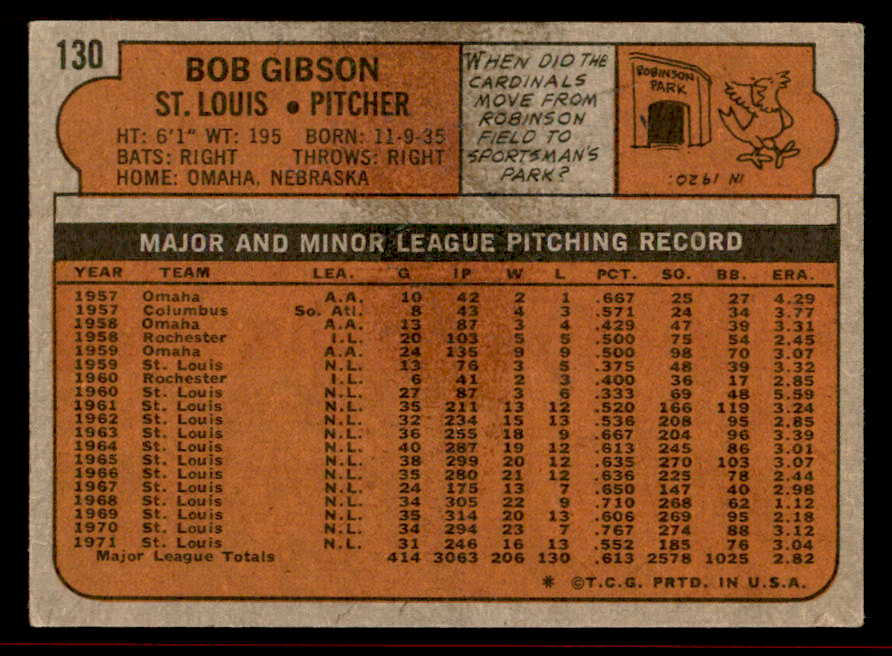 130
BOB GIBSON
ST. LOUIS • PITCHER
HT: 6'1" WT: 195 BORN: 11-9-35
BATS: RIGHT THROWS: RIGHT
HOME: OMAHA, NEBRASKA
WHEN DID THE
CARDINALS
MOVE FROM
ROBINSON
FIELD TO
SPORTSMAN'S
PARK?
ROBINSON
PARK
IN 1920.
MAJOR AND MINOR LEAGUE PITCHING RECORD
YEAR TEAM LEA. G IP W L PCT. SO. BB. ERA.
1957 Omaha A.A. 10 42 2 1 .667 25 27 4.29
1957 Columbus So. Atl. 8 43 4 3 .571 24 34 3.77
1958 Omaha A.A. 13 87 3 4 .429 47 39 3.31
1958 Rochester I.L. 20 103 5 5 .500 75 54 2.45
1959 Omaha A.A. 24 135 9 9 .500 98 70 3.07
1959 St. Louis N.L. 13 76 3 5 .375 48 39 3.32
1960 Rochester I.L. 6 41 2 3 .400 36 17 2.85
1960 St. Louis N.L. 27 87 3 6 .333 69 48 5.59
1961 St. Louis N.L. 35 211 13 12 .520 166 119 3.24
1962 St. Louis N.L. 32 234 15 13 .536 208 95 2.85
1963 St. Louis N.L. 36 255 18 9 .667 204 96 3.39
1964 St. Louis N.L. 40 287 19 12 .613 245 86 3.01
1965 St. Louis N.L. 38 299 20 12 .635 270 103 3.07
1966 St. Louis N.L. 35 280 21 12 .636 225 78 2.44
1967 St. Louis N.L. 24 175 13 7 .650 147 40 2.98
1968 St. Louis N.L. 34 305 22 9 .710 268 62 1.12
1969 St. Louis N.L. 35 314 20 13 .606 269 95 2.18
1970 St. Louis N.L. 34 294 23 7 .767 274 88 3.12
1971 St. Louis N.L. 31 246 16 13 .552 185 76 3.04
Major League Totals 414 3063 206 130 .613 2578 1025 2.82
* ©T.C.G. PRTD. IN U.S.A.